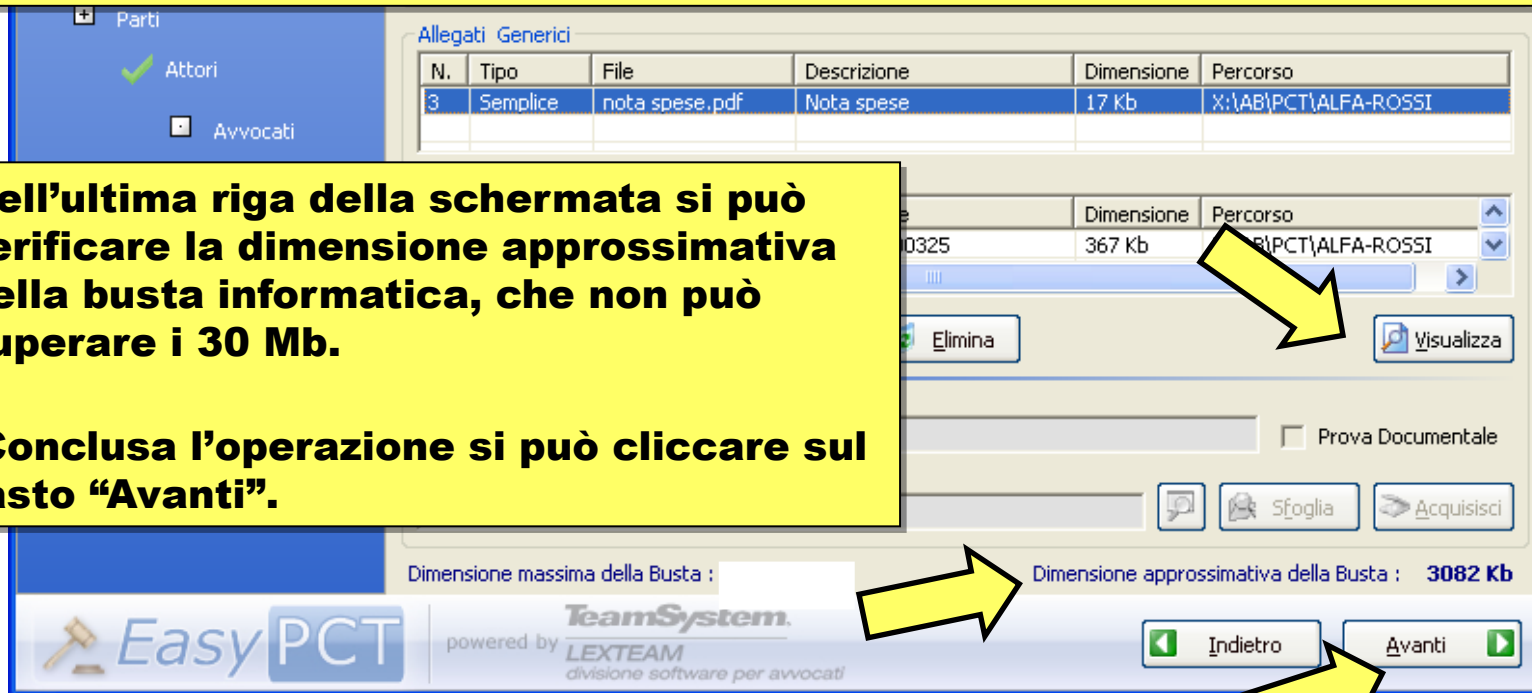 Parti
Attori
Avvocati
Allegati Generici
N. Tipo File Descrizione Dimensione Percorso
3 Semplice nota spese.pdf Nota spese 17 Kb X:\AB\PCT\ALFA-ROSSI
Dimensione Percorso
0325 367 Kb B\PCT\ALFA-ROSSI
ell’ultima riga della schermata si può
erificare la dimensione approssimativa
ella busta informatica, che non può
uperare i 30 Mb.
Conclusa l’operazione si può cliccare sul
asto “Avanti”.
Elimina
Visualizza
Prova Documentale
Sfoglia
Acquisisci
Dimensione massima della Busta :
Dimensione approssimativa della Busta : 3082 Kb
EasyPCT
powered by TeamSystem.
LEXTEAM
divisione software per avvocati
Indietro
Avanti